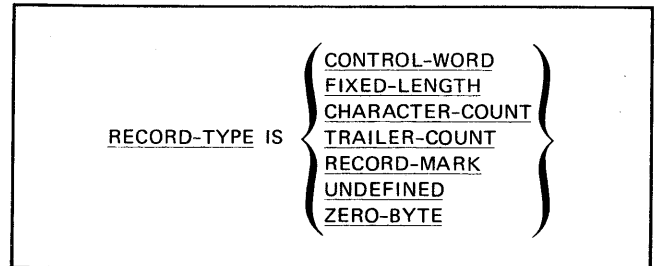 CONTROL-WORD
FIXED-LENGTH
CHARACTER-COUNT
RECORD-TYPE IS TRAILER-COUNT
RECORD-MARK
UNDEFINED
ZERO-BYTE